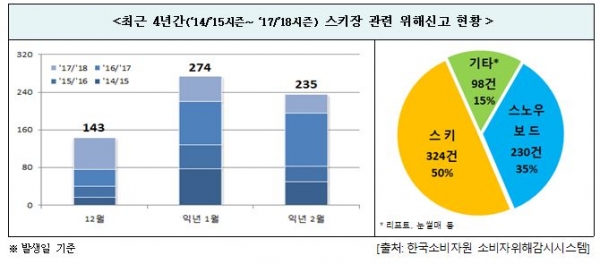 <최근 4년간(‘14/’15시즌~ ‘17/’18시즌) 스키장 관련 위해신고 현황>
320
240
160
80
0
‘17/’18
‘16/’17
‘15/’16
‘14/’15
143
274
235
12월
익년 1월
익년 2월
기타*
98건
15%
스노우
보드
230건
35%
스키
324건
50%
* 리프트, 눈썰매 등
※ 발생일 기준
[출처: 한국소비자원 소비자위해감시시스템]